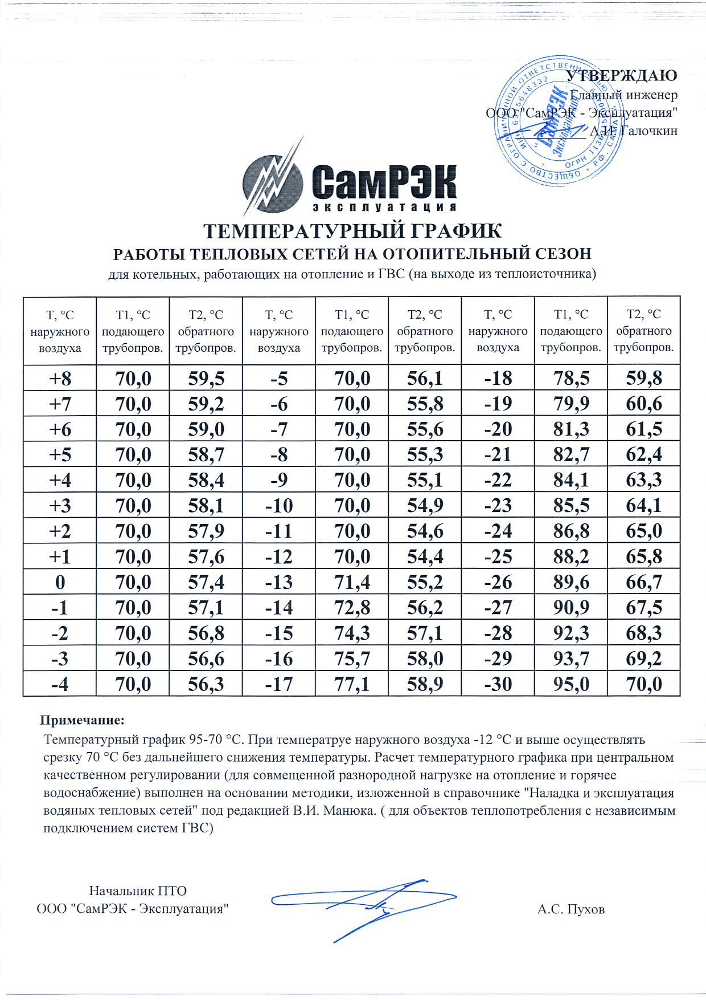 УТВЕРЖДАЮ
Главный инженер
ООО "СамРЭК - Эксплуатация"
А.И. Галочкин
ОБЩЕСТВО С ОГРАНИЧЕННОЙ ОТВЕТСТВЕННОСТЬЮ * РФ, САМАРА *
ИНН
ОГРН
"СамРЭК
Эксплуатация"
СамРЭК
эксплуатация
ТЕМПЕРАТУРНЫЙ ГРАФИК
РАБОТЫ ТЕПЛОВЫХ СЕТЕЙ НА ОТОПИТЕЛЬНЫЙ СЕЗОН
для котельных, работающих на отопление и ГВС (на выходе из теплоисточника)
Т, °С Т1, °С Т2, °С Т, °С Т1, °С Т2, °С Т, °С Т1, °С Т2, °С
наружного подающего обратного наружного подающего обратного наружного подающего обратного
воздуха трубопров. трубопров. воздуха трубопров. трубопров. воздуха трубопров. трубопров.
+8 70,0 59,5 -5 70,0 56,1 -18 78,5 59,8
+7 70,0 59,2 -6 70,0 55,8 -19 79,9 60,6
+6 70,0 59,0 -7 70,0 55,6 -20 81,3 61,5
+5 70,0 58,7 -8 70,0 55,3 -21 82,7 62,4
+4 70,0 58,4 -9 70,0 55,1 -22 84,1 63,3
+3 70,0 58,1 -10 70,0 54,9 -23 85,5 64,1
+2 70,0 57,9 -11 70,0 54,6 -24 86,8 65,0
+1 70,0 57,6 -12 70,0 54,4 -25 88,2 65,8
0 70,0 57,4 -13 71,4 55,2 -26 89,6 66,7
-1 70,0 57,1 -14 72,8 56,2 -27 90,9 67,5
-2 70,0 56,8 -15 74,3 57,1 -28 92,3 68,3
-3 70,0 56,6 -16 75,7 58,0 -29 93,7 69,2
-4 70,0 56,3 -17 77,1 58,9 -30 95,0 70,0
Примечание:
Температурный график 95-70 °С. При температруе наружного воздуха -12 °С и выше осуществлять
срезку 70 °С без дальнейшего снижения температуры. Расчет температурного графика при центральном
качественном регулировании (для совмещенной разнородной нагрузке на отопление и горячее
водоснабжение) выполнен на основании методики, изложенной в справочнике "Наладка и эксплуатация
водяных тепловых сетей" под редакцией В.И. Манюка. ( для объектов теплопотребления с независимым
подключением систем ГВС)
Начальник ПТО
ООО "СамРЭК - Эксплуатация"
А.С. Пухов